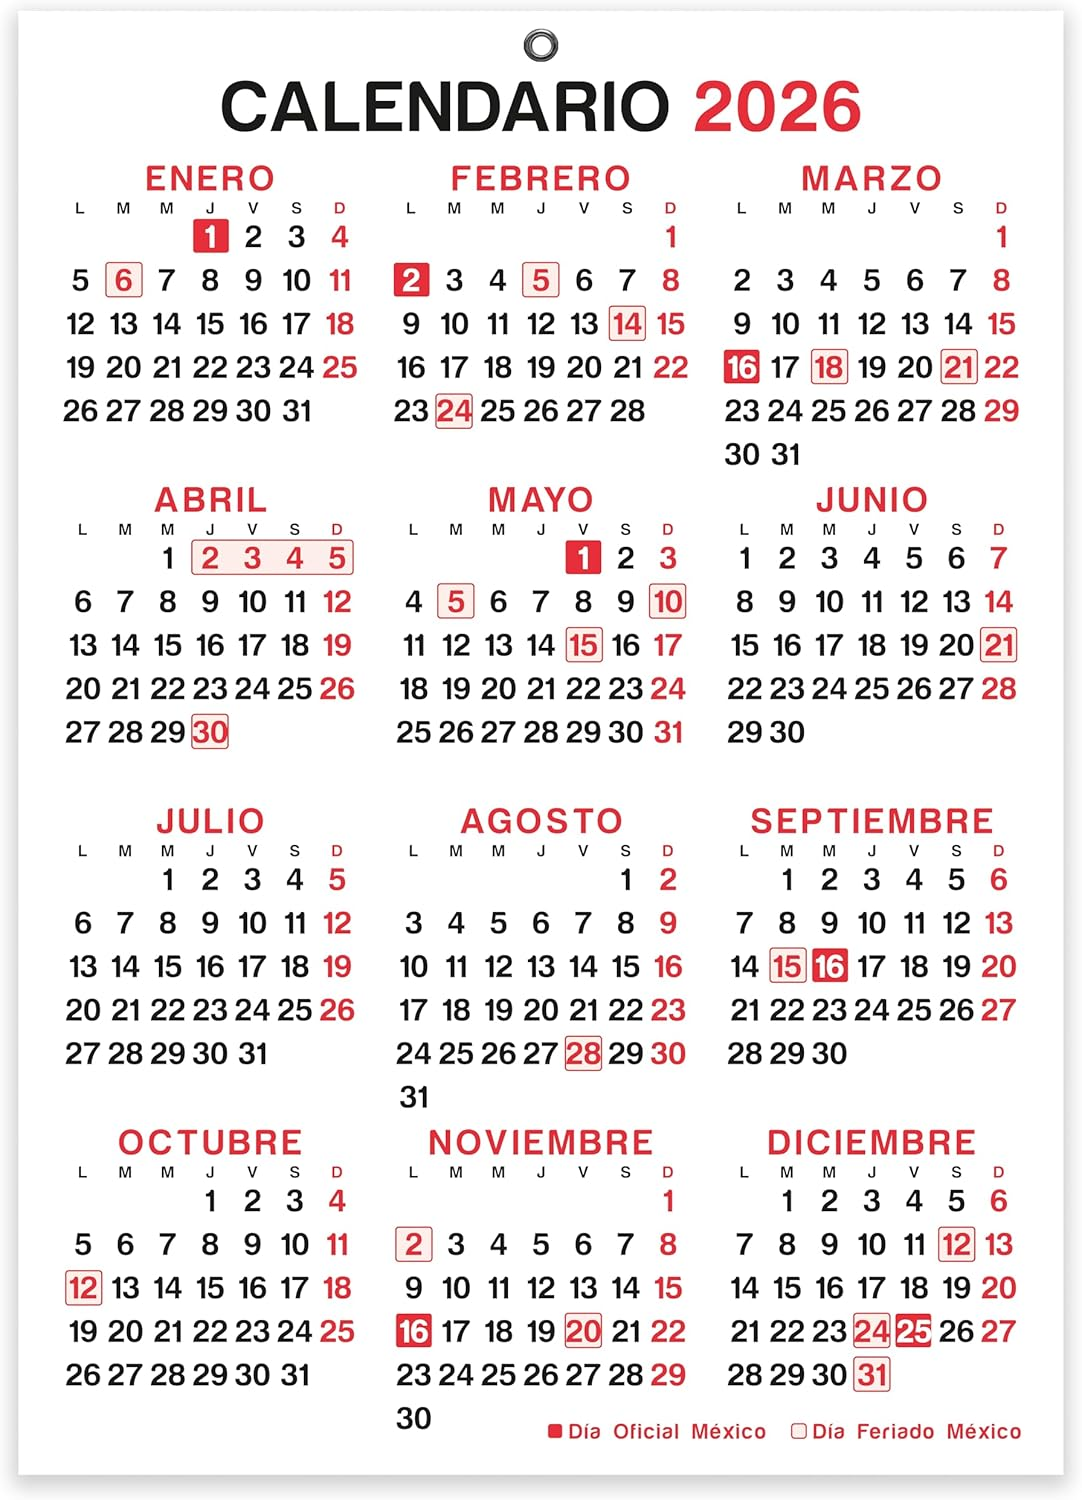 CALENDARIO 2026
ENERO
L M M J V S D
1 2 3 4
5 6 7 8 9 10 11
12 13 14 15 16 17 18
19 20 21 22 23 24 25
26 27 28 29 30 31
FEBRERO
L M M J V S D
1
2 3 4 5 6 7 8
9 10 11 12 13 14 15
16 17 18 19 20 21 22
23 24 25 26 27 28
MARZO
L M M J V S D
1
2 3 4 5 6 7 8
9 10 11 12 13 14 15
16 17 18 19 20 21 22
23 24 25 26 27 28 29
30 31
ABRIL
L M M J V S D
1 2 3 4 5
6 7 8 9 10 11 12
13 14 15 16 17 18 19
20 21 22 23 24 25 26
27 28 29 30
MAYO
L M M J V S D
1 2 3
4 5 6 7 8 9 10
11 12 13 14 15 16 17
18 19 20 21 22 23 24
25 26 27 28 29 30 31
JUNIO
L M M J V S D
1 2 3 4 5 6 7
8 9 10 11 12 13 14
15 16 17 18 19 20 21
22 23 24 25 26 27 28
29 30
JULIO
L M M J V S D
1 2 3 4 5
6 7 8 9 10 11 12
13 14 15 16 17 18 19
20 21 22 23 24 25 26
27 28 29 30 31
AGOSTO
L M M J V S D
1 2
3 4 5 6 7 8 9
10 11 12 13 14 15 16
17 18 19 20 21 22 23
24 25 26 27 28 29 30
31
SEPTIEMBRE
L M M J V S D
1 2 3 4 5 6
7 8 9 10 11 12 13
14 15 16 17 18 19 20
21 22 23 24 25 26 27
28 29 30
OCTUBRE
L M M J V S D
1 2 3 4
5 6 7 8 9 10 11
12 13 14 15 16 17 18
19 20 21 22 23 24 25
26 27 28 29 30 31
NOVIEMBRE
L M M J V S D
1
2 3 4 5 6 7 8
9 10 11 12 13 14 15
16 17 18 19 20 21 22
23 24 25 26 27 28 29
30
DICIEMBRE
L M M J V S D
1 2 3 4 5 6
7 8 9 10 11 12 13
14 15 16 17 18 19 20
21 22 23 24 25 26 27
28 29 30 31
Día Oficial México Día Feriado México